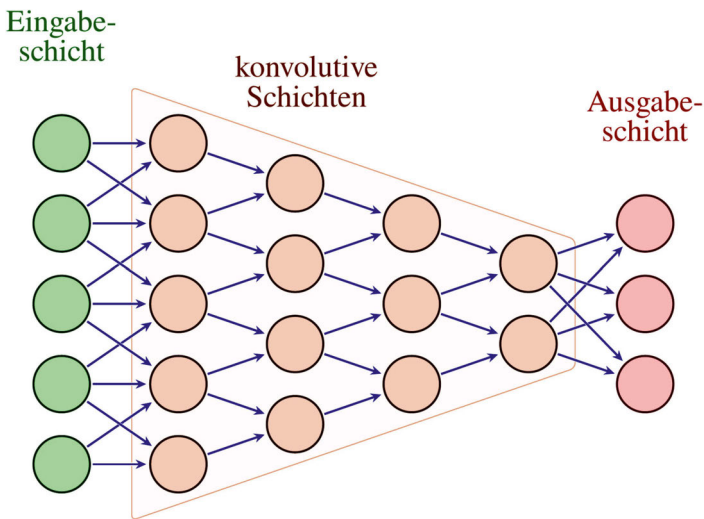 Eingabe-
schicht
konvolutive
Schichten
Ausgabe-
schicht